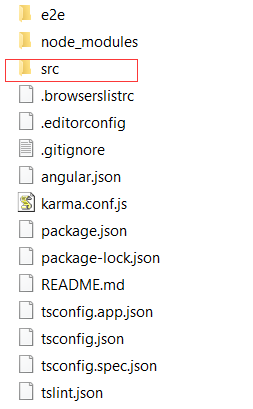 e2e
node_modules
src
.browserslistrc
.editorconfig
.gitignore
angular.json
karma.conf.js
package.json
package-lock.json
README.md
tsconfig.app.json
tsconfig.json
tsconfig.spec.json
tslint.json